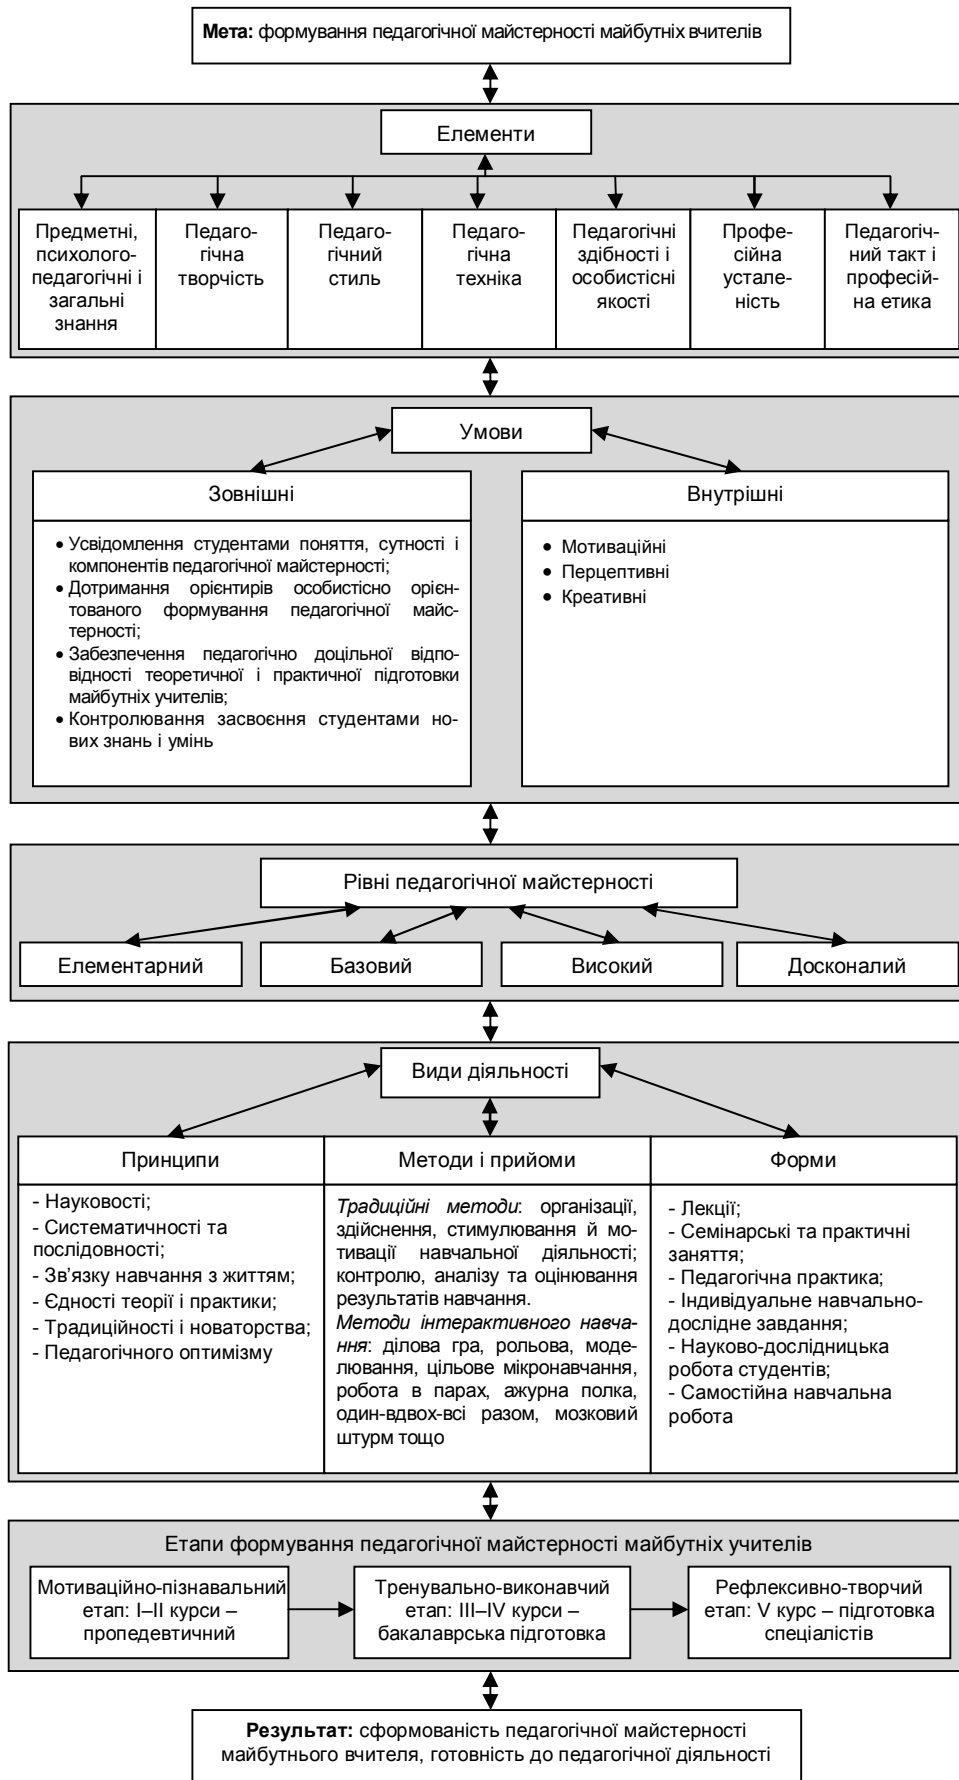 Мета: формування педагогічної майстерності майбутніх вчителів
Елементи
Предметні,
психолого-
педагогічні і
загальні
знання
Педаго-
гічна
творчість
Педаго-
гічний
стиль
Педаго-
гічна
техніка
Педагогічні
здібності і
особистісні
якості
Профе-
сійна
устале-
ність
Педагогіч-
ний такт і
професій-
на етика
Умови
Зовнішні
• Усвідомлення студентами поняття, сутності і
компонентів педагогічної майстерності;
• Дотримання орієнтирів особистісно орієн-
тованого формування педагогічної майс-
терності;
• Забезпечення педагогічно доцільної відпо-
відності теоретичної і практичної підготовки
майбутніх учителів;
• Контролювання засвоєння студентами но-
вих знань і умінь
Внутрішні
• Мотиваційні
• Перцептивні
• Креативні
Рівні педагогічної майстерності
Елементарний
Базовий
Високий
Досконалий
Види діяльності
Принципи
- Науковості;
- Систематичності та
послідовності;
- Зв’язку навчання з життям;
- Єдності теорії і практики;
- Традиційності і новаторства;
- Педагогічного оптимізму
Методи і прийоми
Традиційні методи: організації,
здійснення, стимулювання й мо-
тивації навчальної діяльності;
контролю, аналізу та оцінювання
результатів навчання.
Методи інтерактивного навча-
ння: ділова гра, рольова, моде-
лювання, цільове мікронавчання,
робота в парах, ажурна полка,
один-вдвох-всі разом, мозковий
штурм тощо
Форми
- Лекції;
- Семінарські та практичні
заняття;
- Педагогічна практика;
- Індивідуальне навчально-
дослідне завдання;
- Науково-дослідницька
робота студентів;
- Самостійна навчальна
робота
Етапи формування педагогічної майстерності майбутніх учителів
Мотиваційно-пізнавальний
етап: І–ІІ курси –
пропедевтичний
Тренувально-виконавчий
етап: ІІІ–ІV курси –
бакалаврська підготовка
Рефлексивно-творчий
етап: V курс – підготовка
спеціалістів
Результат: сформованість педагогічної майстерності
майбутнього вчителя, готовність до педагогічної діяльності